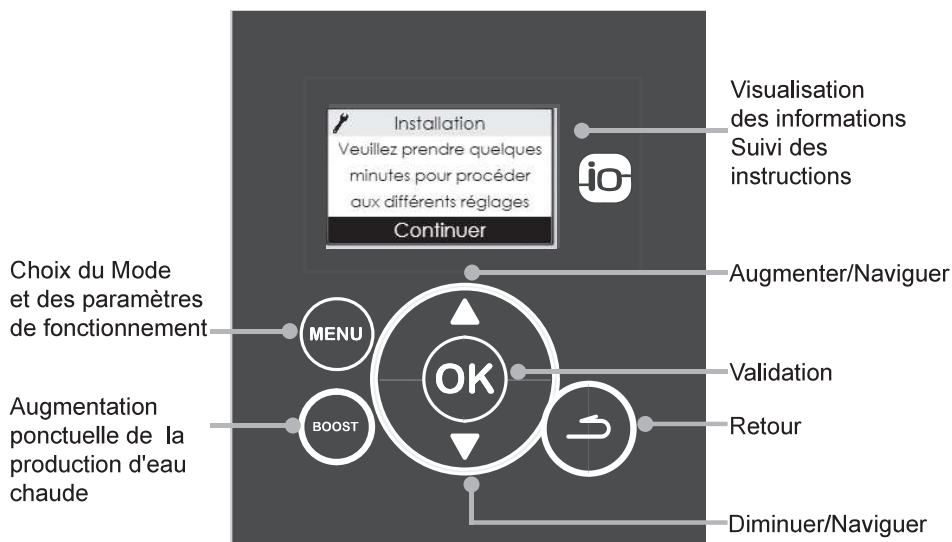 Installation
Veuillez prendre quelques
minutes pour procéder
aux différents réglages
Continuer
io
Visualisation
des informations
Suivi des
instructions
Augmenter/Naviguer
Choix du Mode
et des paramètres
de fonctionnement
MENU
OK
Validation
Augmentation
ponctuelle de la
production d'eau
chaude
BOOST
Retour
Diminuer/Naviguer